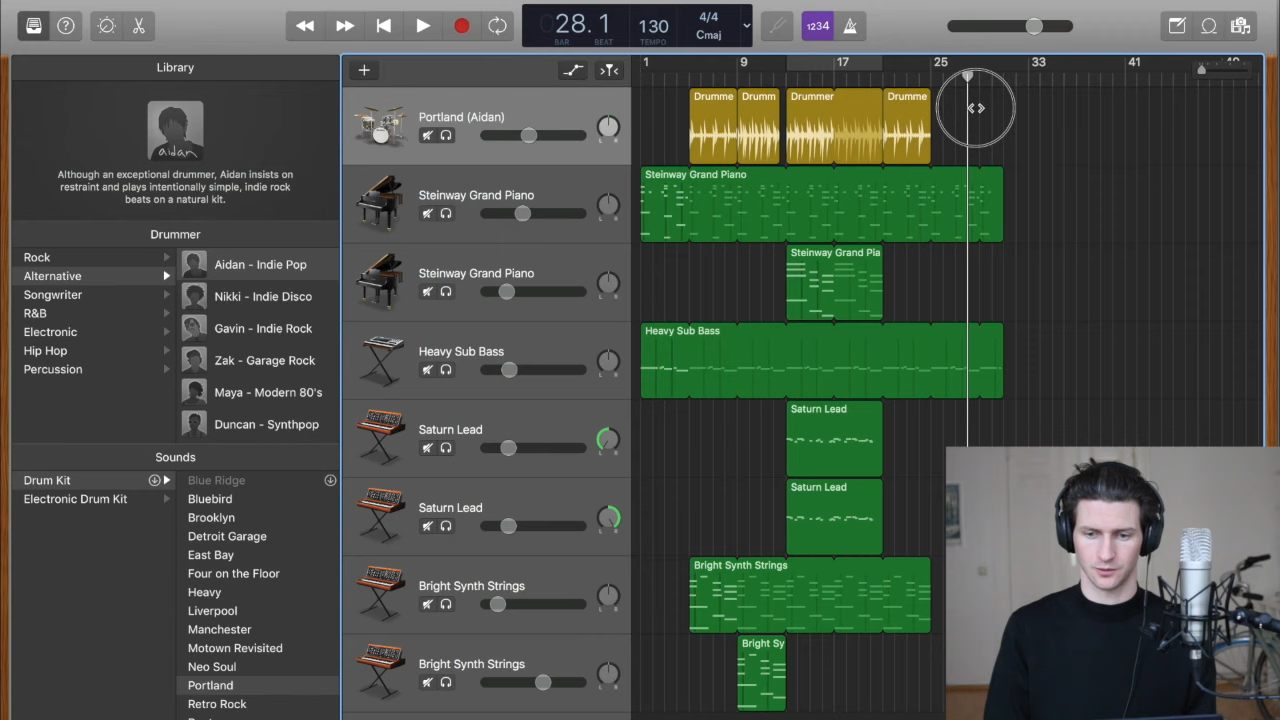 28.1
BAR BEAT
130
TEMPO
4/4
Cmaj
1234
Library
aidan
Although an exceptional drummer, Aidan insists on
restraint and plays intentionally simple, indie rock
beats on a natural kit.
Drummer
Rock
Alternative
Songwriter
R&B
Electronic
Hip Hop
Percussion
Aidan - Indie Pop
Nikki - Indie Disco
Gavin - Indie Rock
Zak - Garage Rock
Maya - Modern 80's
Duncan - Synthpop
Sounds
Drum Kit
Electronic Drum Kit
Blue Ridge
Bluebird
Brooklyn
Detroit Garage
East Bay
Four on the Floor
Heavy
Liverpool
Manchester
Motown Revisited
Neo Soul
Portland
Retro Rock
1 9 17 25 33 41
Portland (Aidan)
L R
Drumme Drumm Drummer Drumme
Steinway Grand Piano
L R
Steinway Grand Piano
Steinway Grand Piano
L R
Steinway Grand Pia
Heavy Sub Bass
L R
Heavy Sub Bass
Saturn Lead
L R
Saturn Lead
Saturn Lead
L R
Saturn Lead
Bright Synth Strings
L R
Bright Synth Strings
Bright Synth Strings
L R
Bright Sy